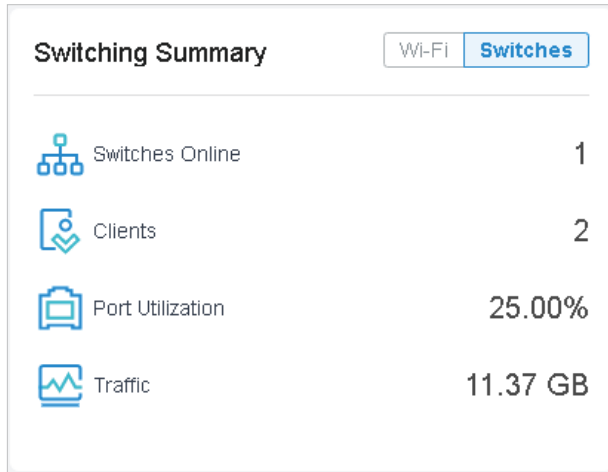 Switching Summary
Wi-Fi Switches
Switches Online 1
Clients 2
Port Utilization 25.00%
Traffic 11.37 GB